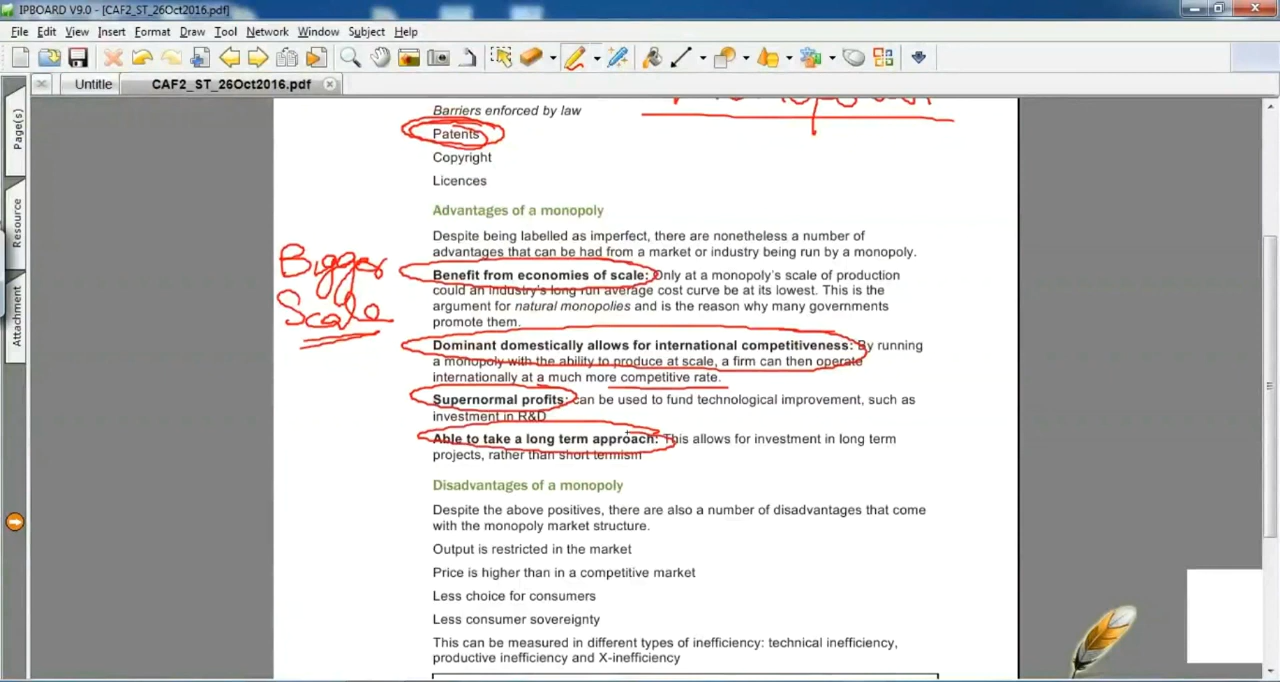 IPBOARD V9.0 - [CAF2_ST_26Oct2016.pdf]
File Edit View Insert Format Draw Tool Network Window Subject Help
Untitle CAF2_ST_26Oct2016.pdf
Page(s)
Resource
Attachment
Barriers enforced by law
Patents
Copyright
Licences
Advantages of a monopoly
Despite being labelled as imperfect, there are nonetheless a number of
advantages that can be had from a market or industry being run by a monopoly.
Bigger
Scale
Benefit from economies of scale: Only at a monopoly's scale of production
could an industry's long run average cost curve be at its lowest. This is the
argument for natural monopolies and is the reason why many governments
promote them.
Dominant domestically allows for international competitiveness: By running
a monopoly with the ability to produce at scale, a firm can then operate
internationally at a much more competitive rate.
Supernormal profits: can be used to fund technological improvement, such as
investment in R&D
Able to take a long term approach: This allows for investment in long term
projects, rather than short termism
Disadvantages of a monopoly
Despite the above positives, there are also a number of disadvantages that come
with the monopoly market structure.
Output is restricted in the market
Price is higher than in a competitive market
Less choice for consumers
Less consumer sovereignty
This can be measured in different types of inefficiency: technical inefficiency,
productive inefficiency and X-inefficiency